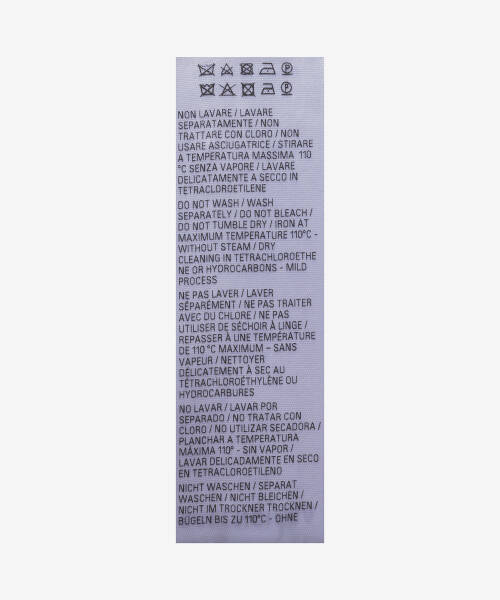 NON LAVARE / LAVARE
SEPARATAMENTE / NON
TRATTARE CON CLORO / NON
USARE ASCIUGATRICE / STIRARE
A TEMPERATURA MASSIMA 110
°C SENZA VAPORE / LAVARE
DELICATAMENTE A SECCO IN
TETRACLOROETILENE
DO NOT WASH / WASH
SEPARATELY / DO NOT BLEACH /
DO NOT TUMBLE DRY / IRON AT
MAXIMUM TEMPERATURE 110°C -
WITHOUT STEAM / DRY
CLEANING IN TETRACHLOROETHE
NE OR HYDROCARBONS - MILD
PROCESS
NE PAS LAVER / LAVER
SÉPARÉMENT / NE PAS TRAITER
AVEC DU CHLORE / NE PAS
UTILISER DE SÉCHOIR À LINGE /
REPASSER À UNE TEMPÉRATURE
DE 110 °C MAXIMUM – SANS
VAPEUR / NETTOYER
DÉLICATEMENT À SEC AU
TÉTRACHLOROÉTHYLÈNE OU
HYDROCARBURES
NO LAVAR / LAVAR POR
SEPARADO / NO TRATAR CON
CLORO / NO UTILIZAR SECADORA /
PLANCHAR A TEMPERATURA
MÁXIMA 110° - SIN VAPOR /
LAVAR DELICADAMENTE EN SECO
EN TETRACLOROETILENO
NICHT WASCHEN / SEPARAT
WASCHEN / NICHT BLEICHEN /
NICHT IM TROCKNER TROCKNEN /
BÜGELN BIS ZU 110°C - OHNE